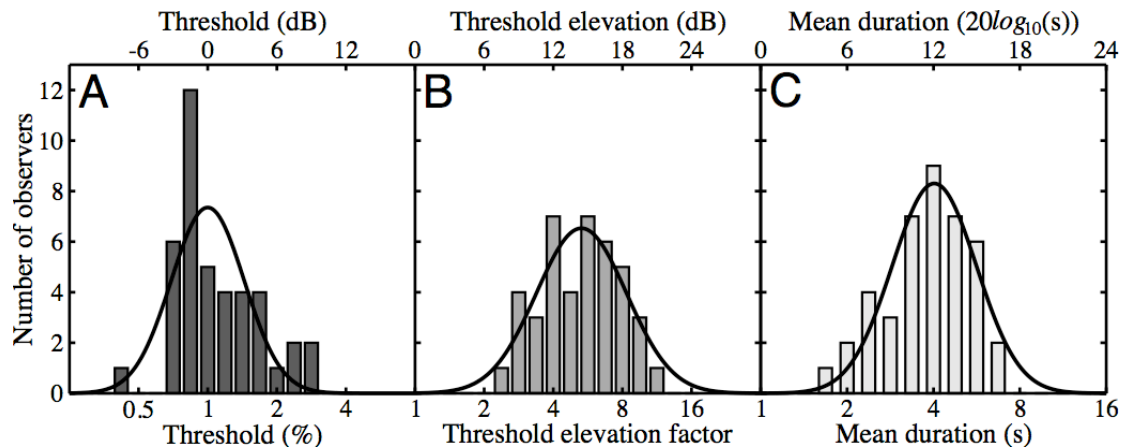 Threshold (dB) Threshold elevation (dB) Mean duration (20log10(s))
-6 0 6 12 0 6 12 18 24 0 6 12 18 24
A B C
Number of observers
12
10
8
6
4
2
0
0.5 1 2 4 1 2 4 8 16 1 2 4 8 16
Threshold (%) Threshold elevation factor Mean duration (s)